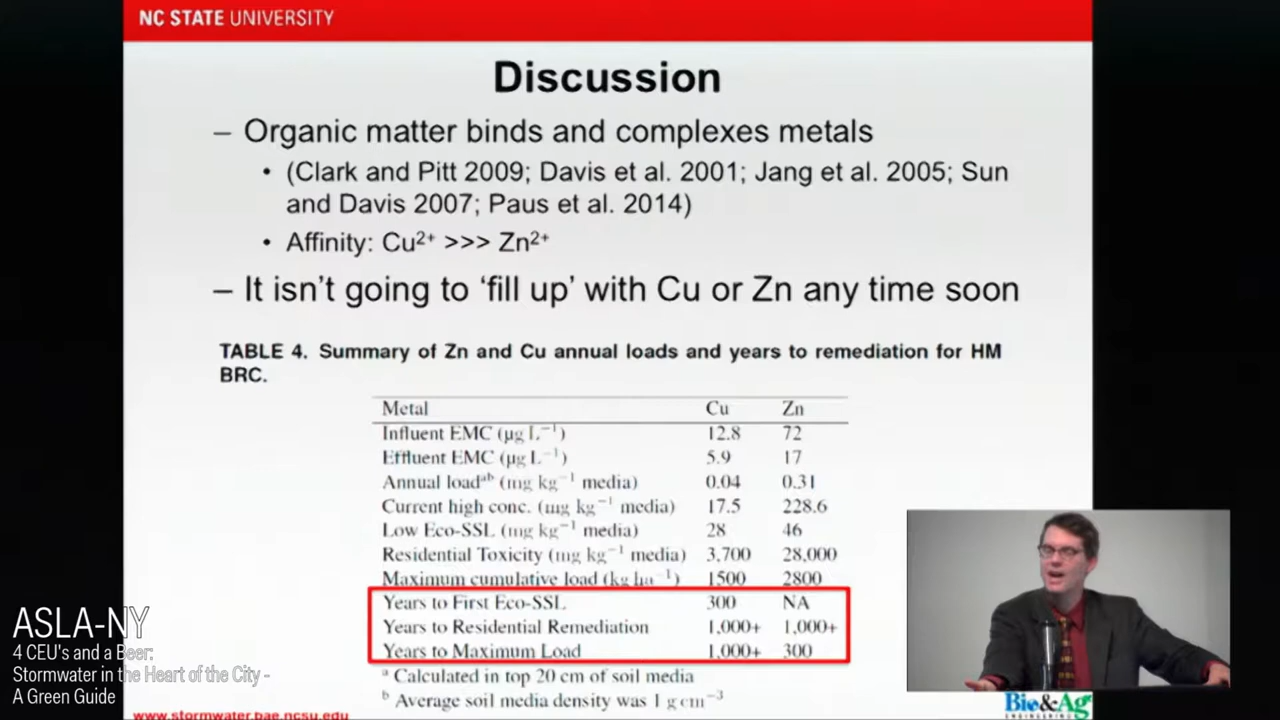 NC STATE UNIVERSITY
Discussion
– Organic matter binds and complexes metals
• (Clark and Pitt 2009; Davis et al. 2001; Jang et al. 2005; Sun
and Davis 2007; Paus et al. 2014)
• Affinity: Cu²⁺ >>> Zn²⁺
– It isn't going to 'fill up' with Cu or Zn any time soon
TABLE 4. Summary of Zn and Cu annual loads and years to remediation for HM
BRC.
Metal Cu Zn
Influent EMC (µg L⁻¹) 12.8 72
Effluent EMC (µg L⁻¹) 5.9 17
Annual loadᵃᵇ (mg kg⁻¹ media) 0.04 0.31
Current high conc. (mg kg⁻¹ media) 17.5 228.6
Low Eco-SSL (mg kg⁻¹ media) 28 46
Residential Toxicity (mg kg⁻¹ media) 3,700 28,000
Maximum cumulative load (kg ha⁻¹) 1500 2800
Years to First Eco-SSL 300 NA
Years to Residential Remediation 1,000+ 1,000+
Years to Maximum Load 1,000+ 300
ᵃ Calculated in top 20 cm of soil media
ᵇ Average soil media density was 1 g cm⁻³
www.stormwater.bae.ncsu.edu
Bio&Ag
ENGINEERING
ASLA-NY
4 CEU's and a Beer:
Stormwater in the Heart of the City -
A Green Guide